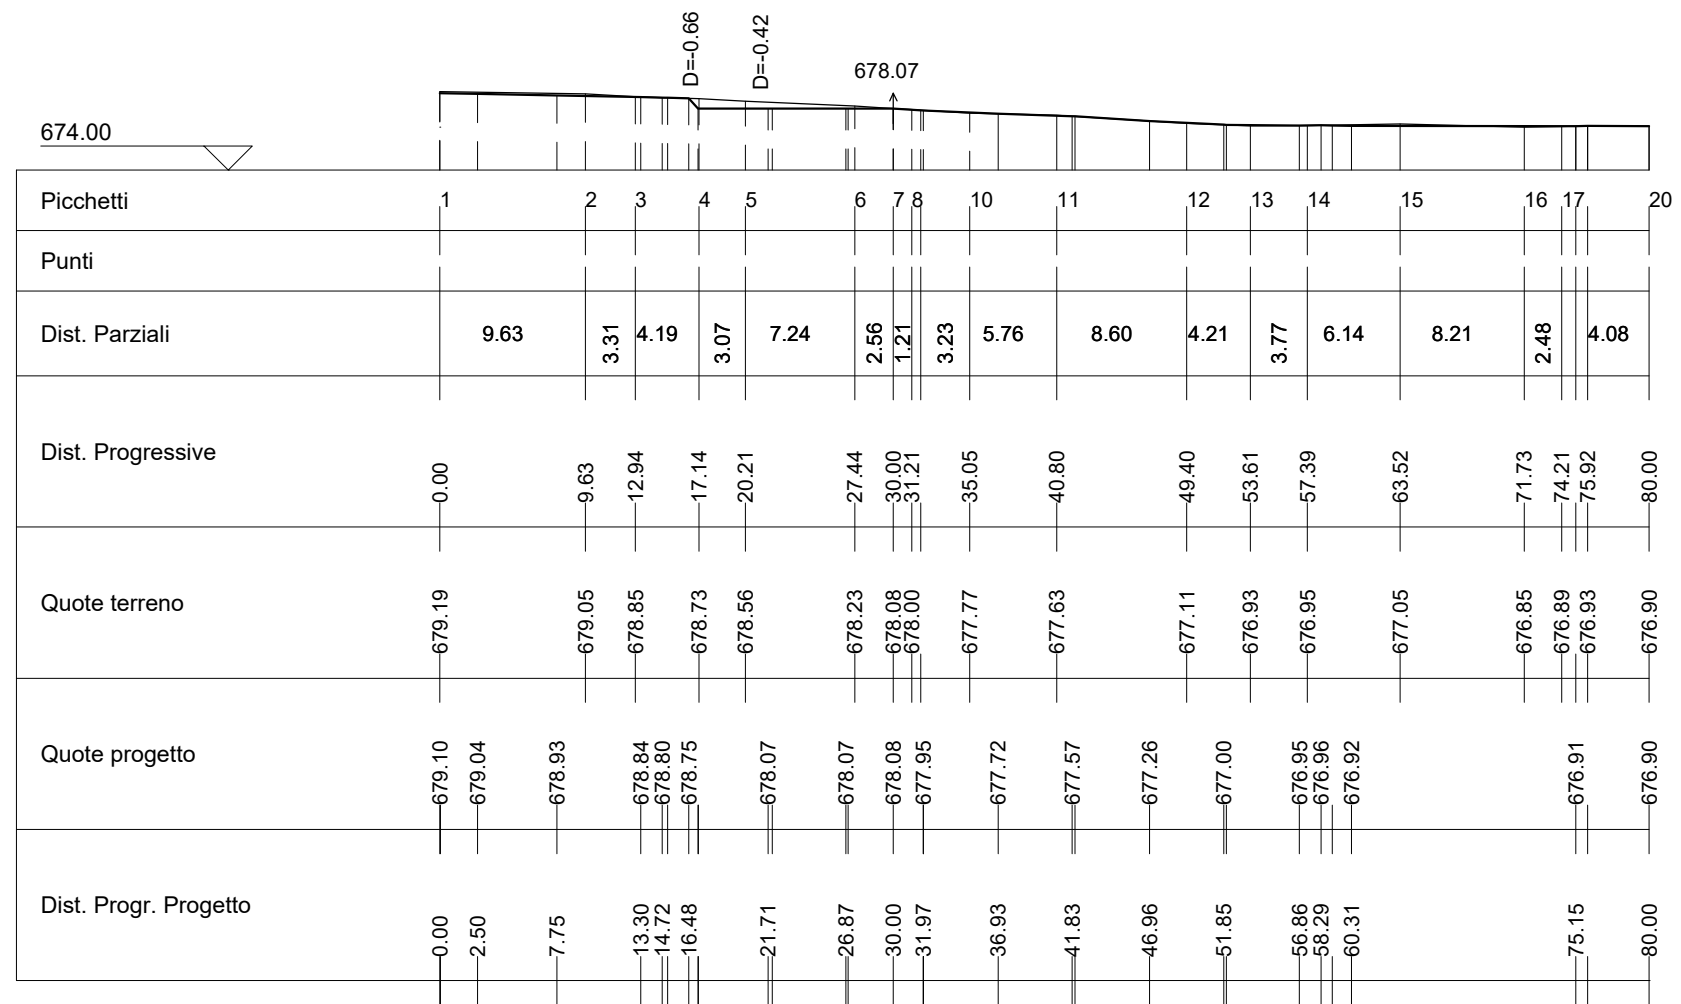 D=-0.66 D=-0.42
678.07
674.00
Picchetti 1 2 3 4 5 6 7 8 10 11 12 13 14 15 16 17 20
Punti
Dist. Parziali 9.63 3.31 4.19 3.07 7.24 2.56 1.21 3.23 5.76 8.60 4.21 3.77 6.14 8.21 2.48 4.08
Dist. Progressive 0.00 9.63 12.94 17.14 20.21 27.44 30.00 31.21 35.05 40.80 49.40 53.61 57.39 63.52 71.73 74.21 75.92 80.00
Quote terreno 679.19 679.05 678.85 678.73 678.56 678.23 678.08 678.00 677.77 677.63 677.11 676.93 676.95 677.05 676.85 676.89 676.93 676.90
Quote progetto 679.10 679.04 678.93 678.84 678.80 678.75 678.07 678.07 678.08 677.95 677.72 677.57 677.26 677.00 676.95 676.96 676.92 676.91 676.90
Dist. Progr. Progetto 0.00 2.50 7.75 13.30 14.72 16.48 21.71 26.87 30.00 31.97 36.93 41.83 46.96 51.85 56.86 58.29 60.31 75.15 80.00